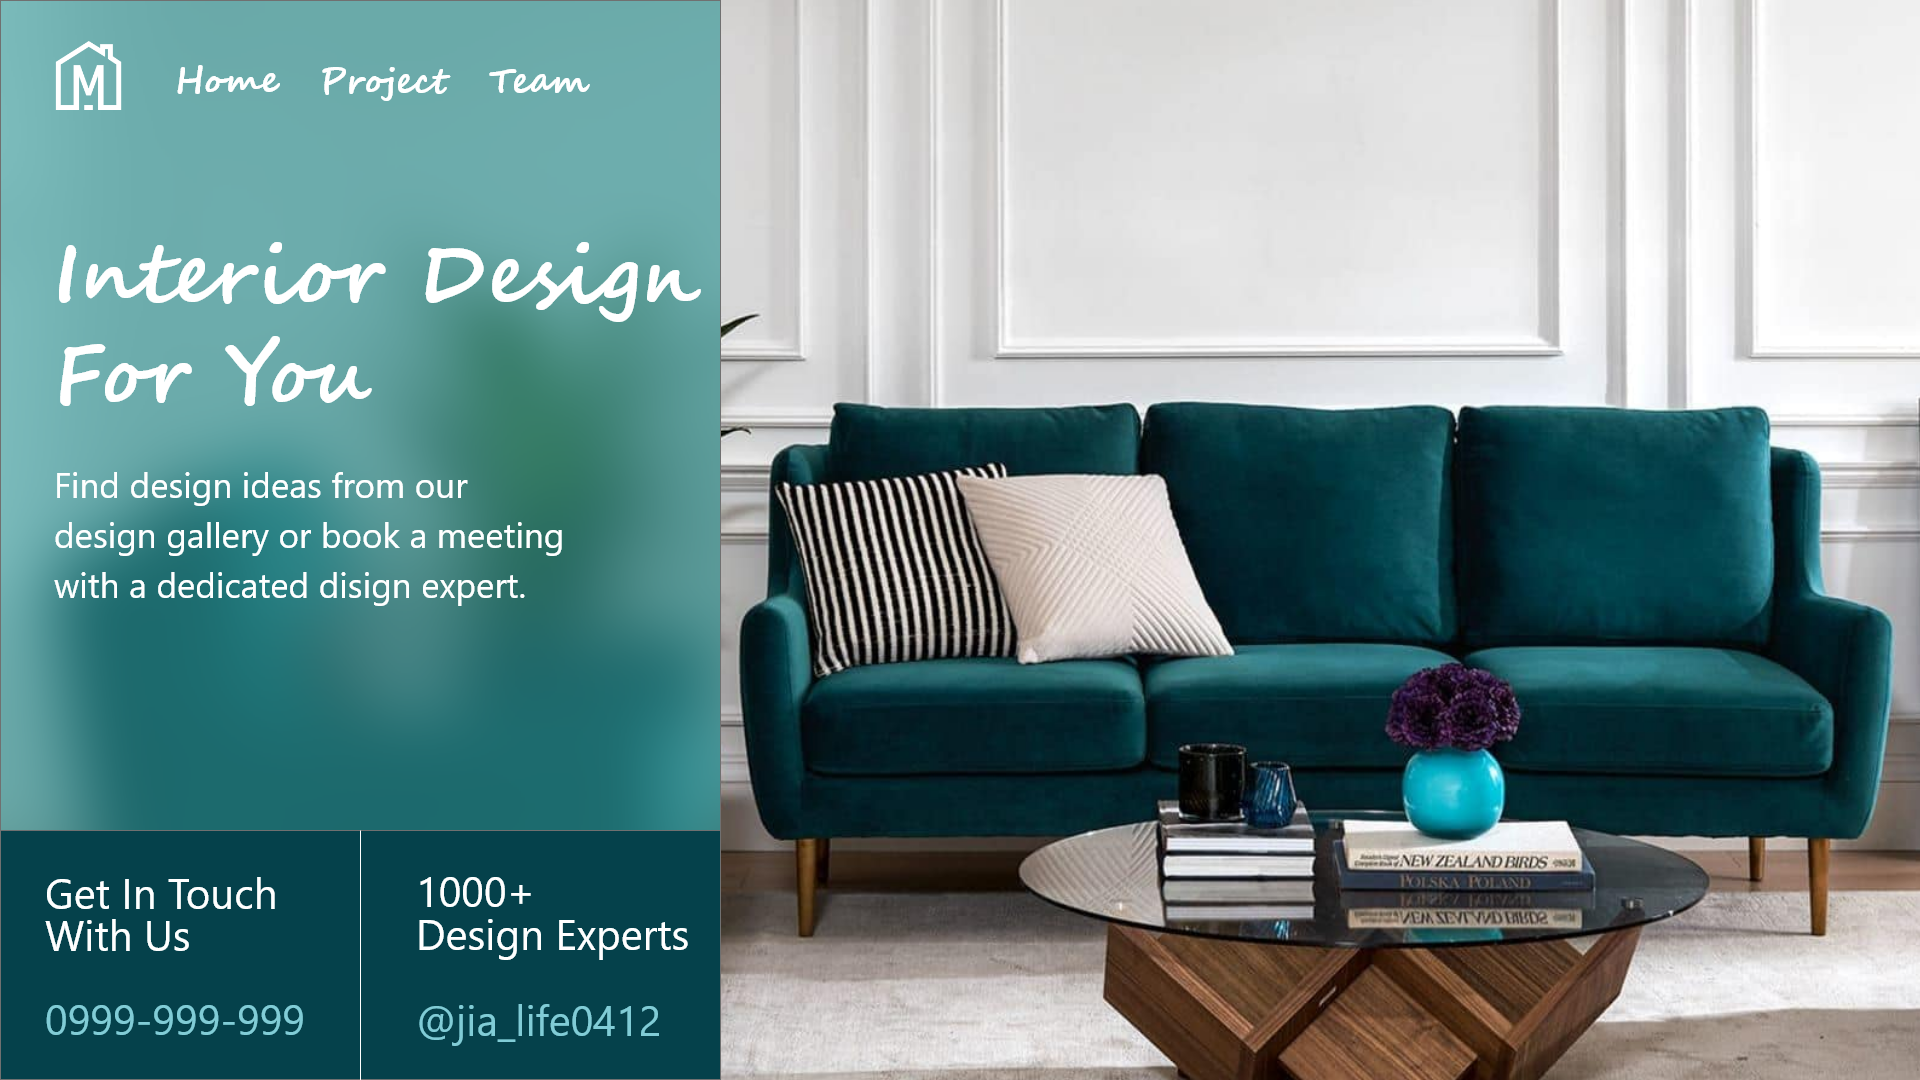 M
Home Project Team
Interior Design
For You
Find design ideas from our
design gallery or book a meeting
with a dedicated disign expert.
Get In Touch
With Us
0999-999-999
1000+
Design Experts
@jia_life0412
NEW ZEALAND BIRDS
POLSKA POLAND